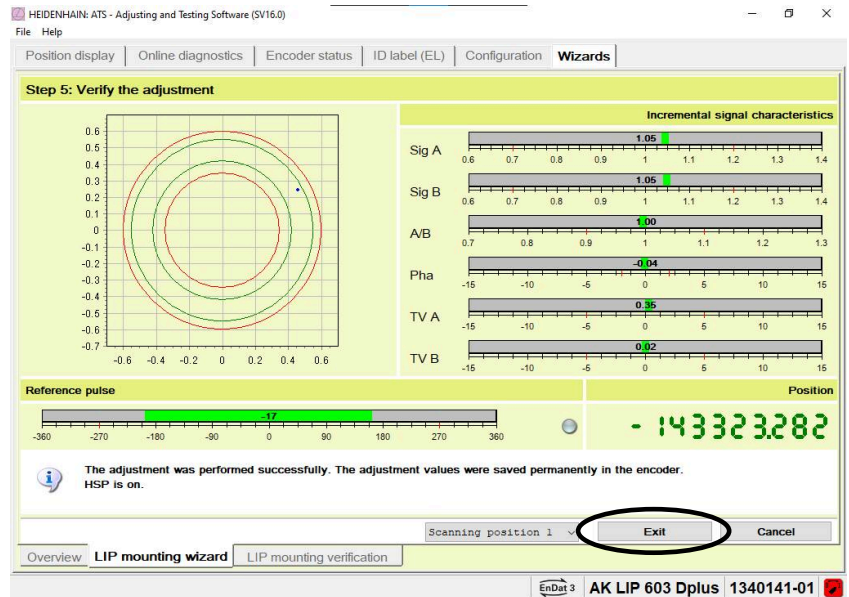 HEIDENHAIN: ATS - Adjusting and Testing Software (SV16.0)
File Help
Position display Online diagnostics Encoder status ID label (EL) Configuration Wizards
Step 5: Verify the adjustment
Incremental signal characteristics
0.6
0.5
0.4
0.3
0.2
0.1
0
-0.1
-0.2
-0.3
-0.4
-0.5
-0.6
-0.7
-0.6 -0.4 -0.2 0 0.2 0.4 0.6
1.05
Sig A
0.6 0.7 0.8 0.9 1 1.1 1.2 1.3 1.4
1.05
Sig B
0.6 0.7 0.8 0.9 1 1.1 1.2 1.3 1.4
1.00
A/B
0.7 0.8 0.9 1 1.1 1.2 1.3
-0.04
Pha
-15 -10 -5 0 5 10 15
0.35
TV A
-15 -10 -5 0 5 10 15
0.02
TV B
-15 -10 -5 0 5 10 15
Reference pulse Position
-17
-360 -270 -180 -90 0 90 180 270 360
- 143323.282
The adjustment was performed successfully. The adjustment values were saved permanently in the encoder.
HSP is on.
Scanning position 1 Exit Cancel
Overview LIP mounting wizard LIP mounting verification
EnDat 3 AK LIP 603 Dplus 1340141-01